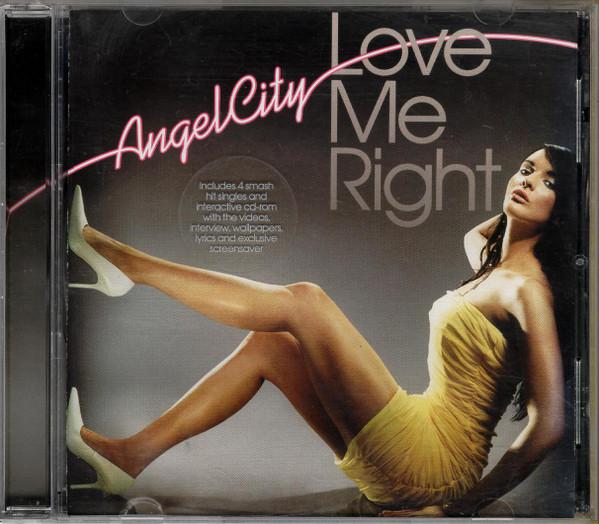 AngelCity
Love
Me
Right
Includes 4 smash
hit singles and
interactive cd-rom
with the videos,
interview, wallpapers,
lyrics and exclusive
screensaver